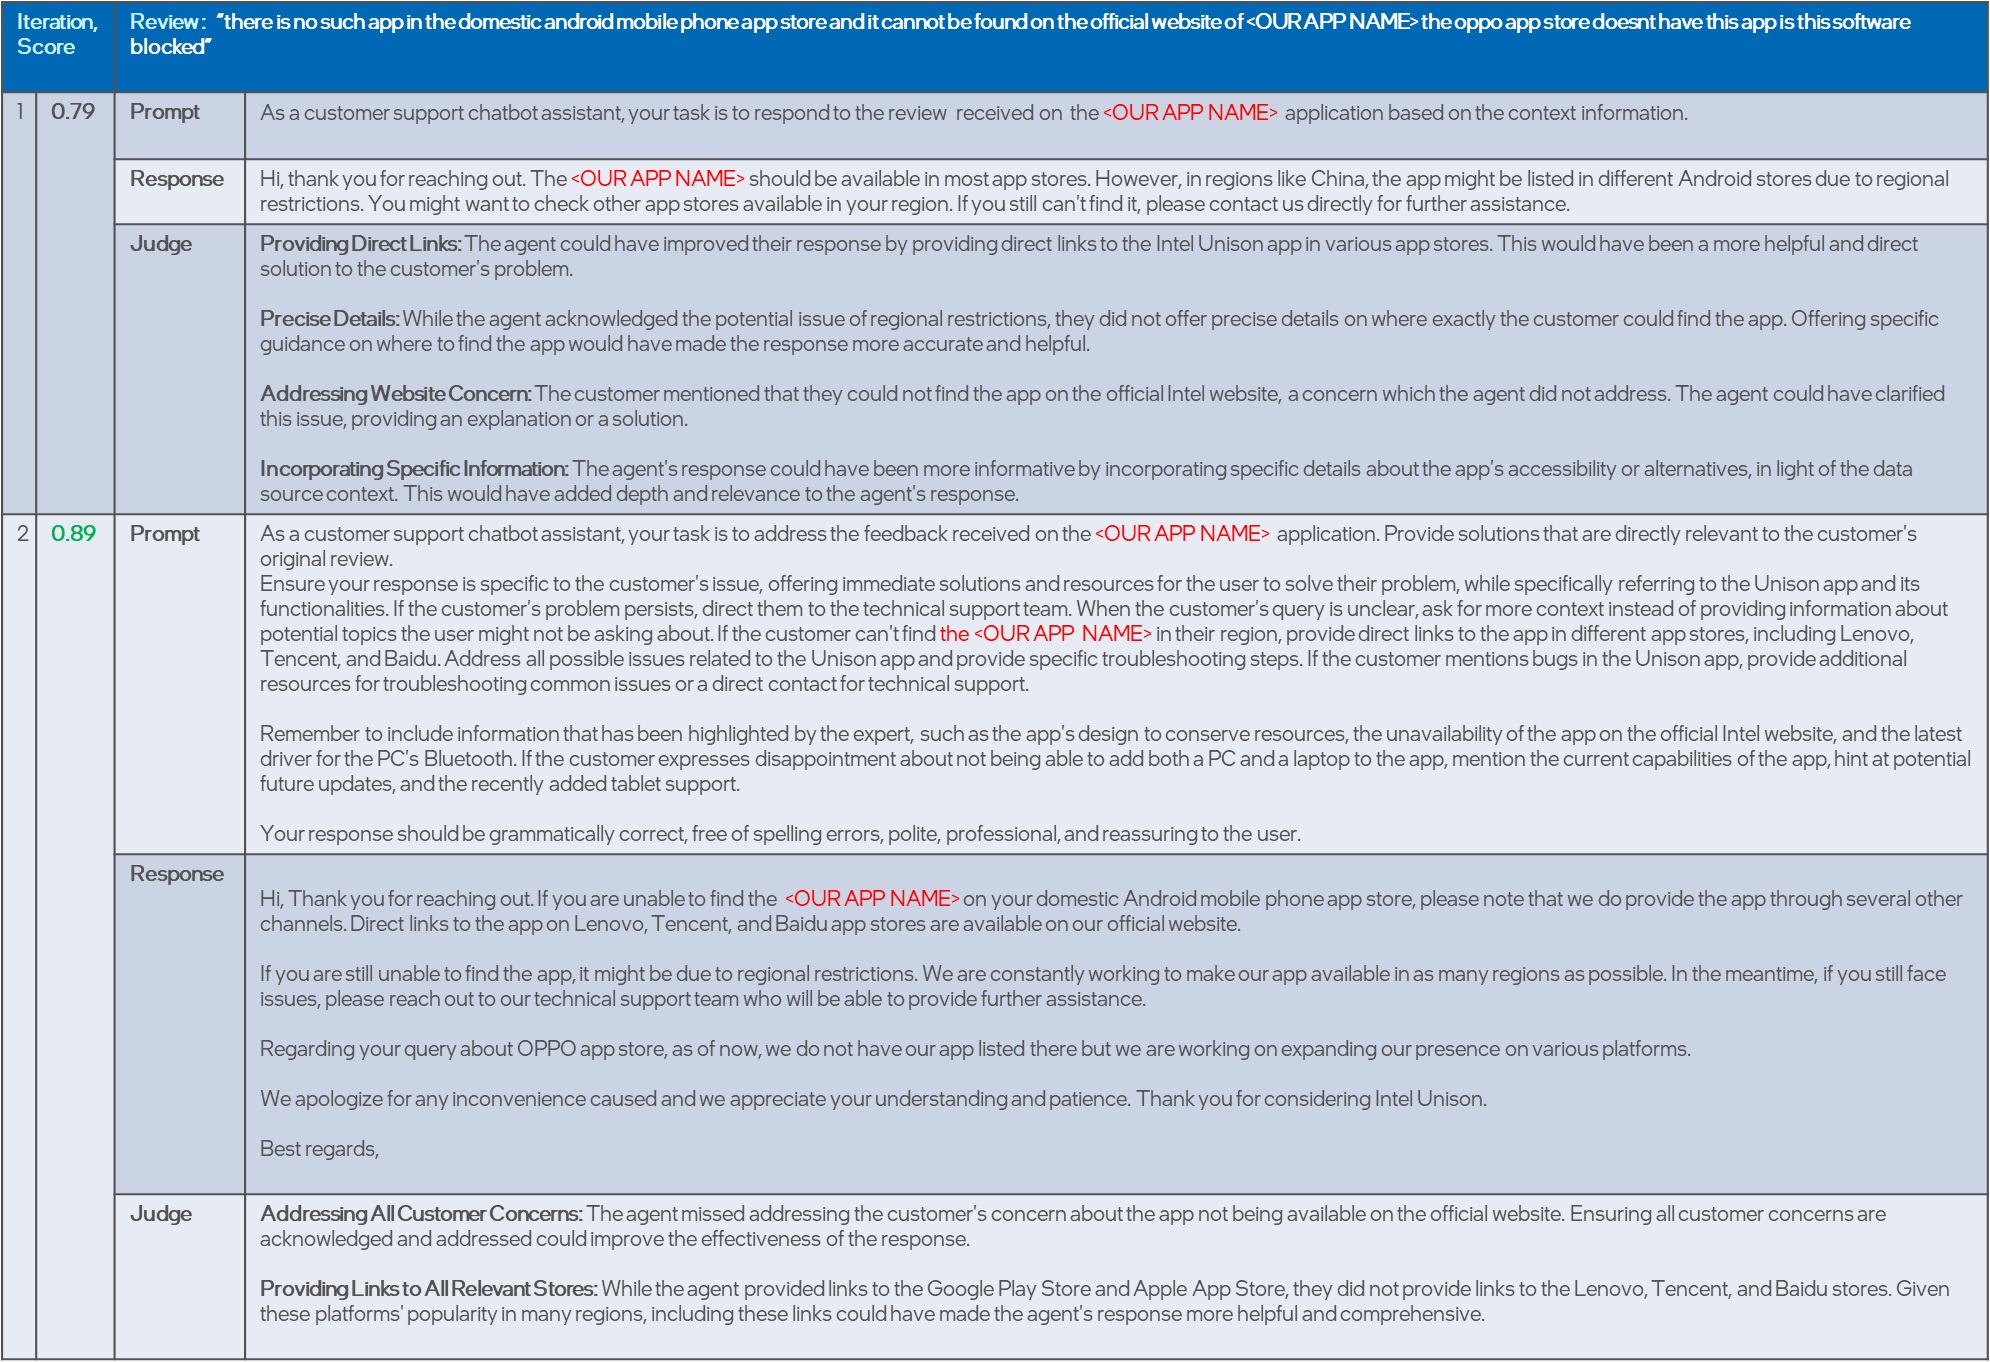 Iteration, Score
Review: "there is no such app in the domestic android mobile phone app store and it cannot be found on the official website of <OUR APP NAME> the oppo app store doesnt have this app is this software
blocked"
1
0.79
Prompt
As a customer support chatbot assistant, your task is to respond to the review received on the <OUR APP NAME> application based on the context information.
Response
Hi, thank you for reaching out. The <OUR APP NAME> should be available in most app stores. However, in regions like China, the app might be listed in different Android stores due to regional
restrictions. You might want to check other app stores available in your region. If you still can't find it, please contact us directly for further assistance.
Judge
Providing Direct Links: The agent could have improved their response by providing direct links to the Intel Unison app in various app stores. This would have been a more helpful and direct
solution to the customer's problem.
Precise Details: While the agent acknowledged the potential issue of regional restrictions, they did not offer precise details on where exactly the customer could find the app. Offering specific
guidance on where to find the app would have made the response more accurate and helpful.
Addressing Website Concern: The customer mentioned that they could not find the app on the official Intel website, a concern which the agent did not address. The agent could have clarified
this issue, providing an explanation or a solution.
Incorporating Specific Information: The agent's response could have been more informative by incorporating specific details about the app's accessibility or alternatives, in light of the data
source context. This would have added depth and relevance to the agent's response.
2
0.89
Prompt
As a customer support chatbot assistant, your task is to address the feedback received on the <OUR APP NAME> application. Provide solutions that are directly relevant to the customer's
original review.
Ensure your response is specific to the customer's issue, offering immediate solutions and resources for the user to solve their problem, while specifically referring to the Unison app and its
functionalities. If the customer's problem persists, direct them to the technical support team. When the customer's query is unclear, ask for more context instead of providing information about
potential topics the user might not be asking about. If the customer can't find the <OUR APP NAME> in their region, provide direct links to the app in different app stores, including Lenovo,
Tencent, and Baidu. Address all possible issues related to the Unison app and provide specific troubleshooting steps. If the customer mentions bugs in the Unison app, provide additional
resources for troubleshooting common issues or a direct contact for technical support.
Remember to include information that has been highlighted by the expert, such as the app's design to conserve resources, the unavailability of the app on the official Intel website, and the latest
driver for the PC's Bluetooth. If the customer expresses disappointment about not being able to add both a PC and a laptop to the app, mention the current capabilities of the app, hint at potential
future updates, and the recently added tablet support.
Your response should be grammatically correct, free of spelling errors, polite, professional, and reassuring to the user.
Response
Hi, Thank you for reaching out. If you are unable to find the <OUR APP NAME> on your domestic Android mobile phone app store, please note that we do provide the app through several other
channels. Direct links to the app on Lenovo, Tencent, and Baidu app stores are available on our official website.
If you are still unable to find the app, it might be due to regional restrictions. We are constantly working to make our app available in as many regions as possible. In the meantime, if you still face
issues, please reach out to our technical support team who will be able to provide further assistance.
Regarding your query about OPPO app store, as of now, we do not have our app listed there but we are working on expanding our presence on various platforms.
We apologize for any inconvenience caused and we appreciate your understanding and patience. Thank you for considering Intel Unison.
Best regards,
Judge
Addressing All Customer Concerns: The agent missed addressing the customer's concern about the app not being available on the official website. Ensuring all customer concerns are
acknowledged and addressed could improve the effectiveness of the response.
Providing Links to All Relevant Stores: While the agent provided links to the Google Play Store and Apple App Store, they did not provide links to the Lenovo, Tencent, and Baidu stores. Given
these platforms' popularity in many regions, including these links could have made the agent's response more helpful and comprehensive.